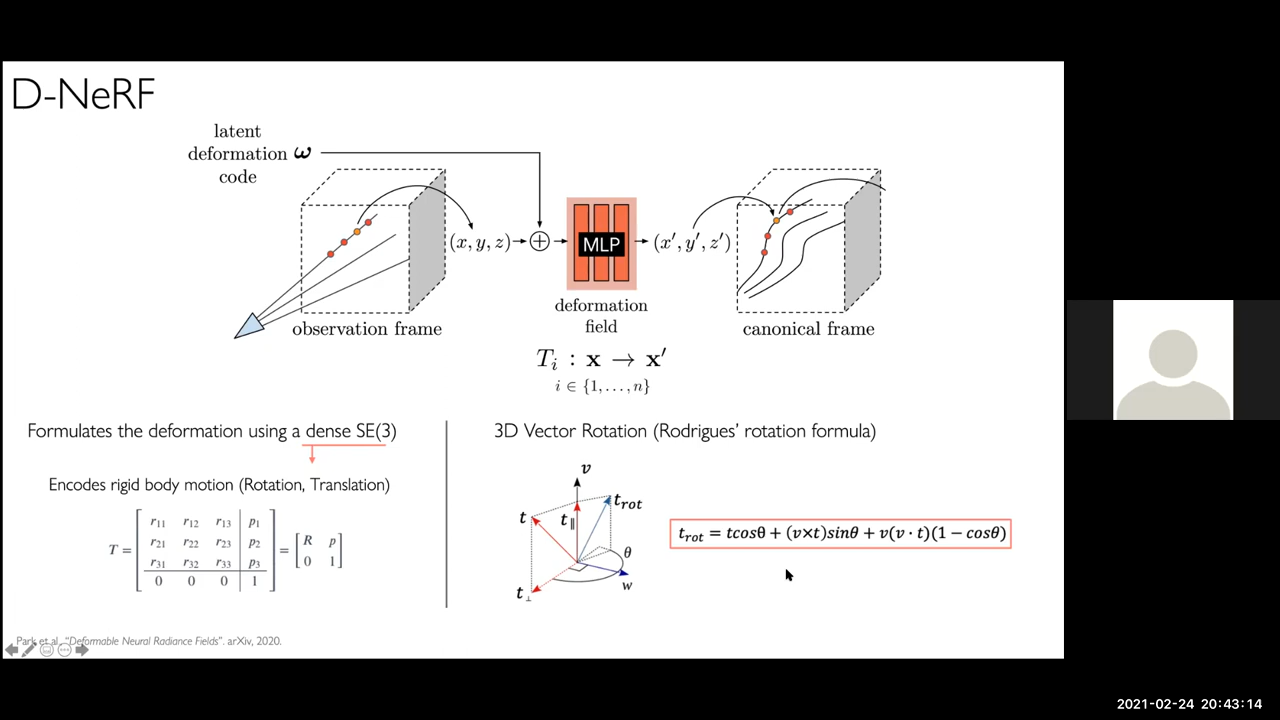 D-NeRF
latent
deformation ω
code
(x, y, z)
⊕
MLP
(x′, y′, z′)
observation frame
deformation
field
canonical frame
T_i : x → x′
i ∈ {1, . . . , n}
Formulates the deformation using a dense SE(3)
Encodes rigid body motion (Rotation, Translation)
T = [ r11 r12 r13 p1
r21 r22 r23 p2
r31 r32 r33 p3
0 0 0 1 ] = [ R p
0 1 ]
3D Vector Rotation (Rodrigues' rotation formula)
v
t
t∥
t_rot
θ
w
t⊥
t_rot = tcosθ + (v×t)sinθ + v(v · t)(1 − cosθ)
Park et al. "Deformable Neural Radiance Fields". arXiv, 2020.
2021-02-24 20:43:14